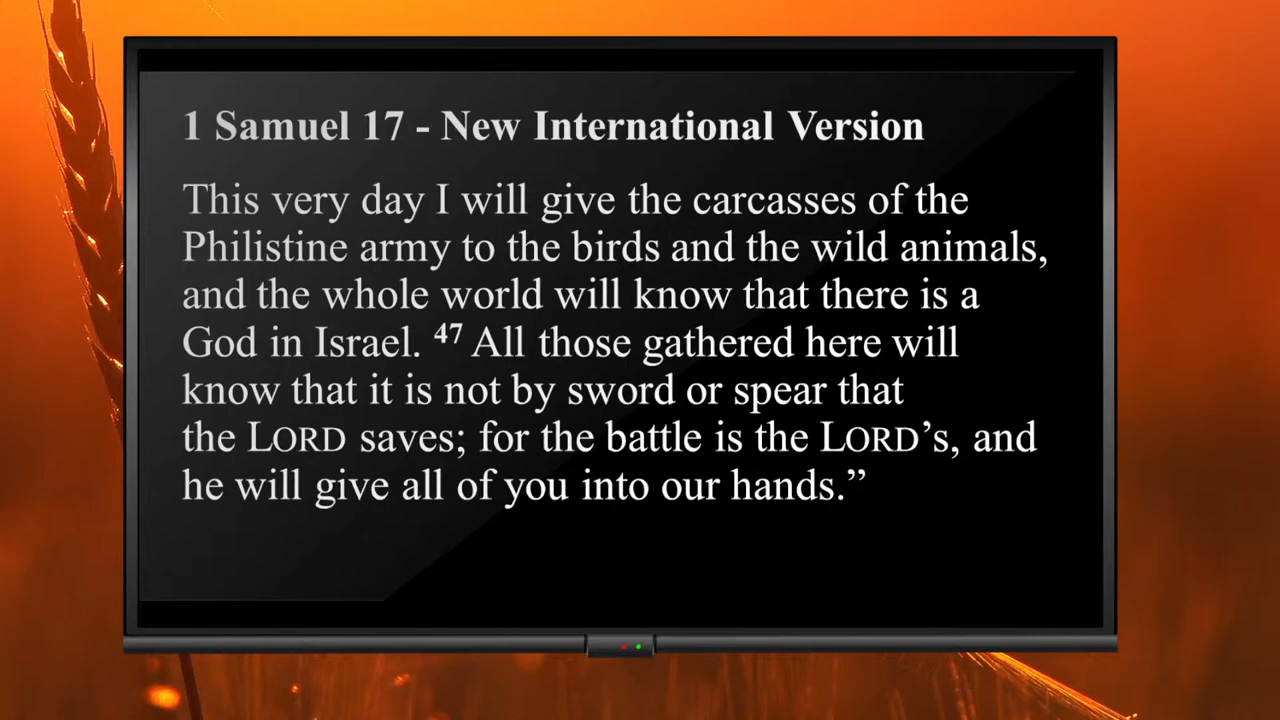 1 Samuel 17 - New International Version
This very day I will give the carcasses of the
Philistine army to the birds and the wild animals,
and the whole world will know that there is a
God in Israel. 47 All those gathered here will
know that it is not by sword or spear that
the LORD saves; for the battle is the LORD’s, and
he will give all of you into our hands.”